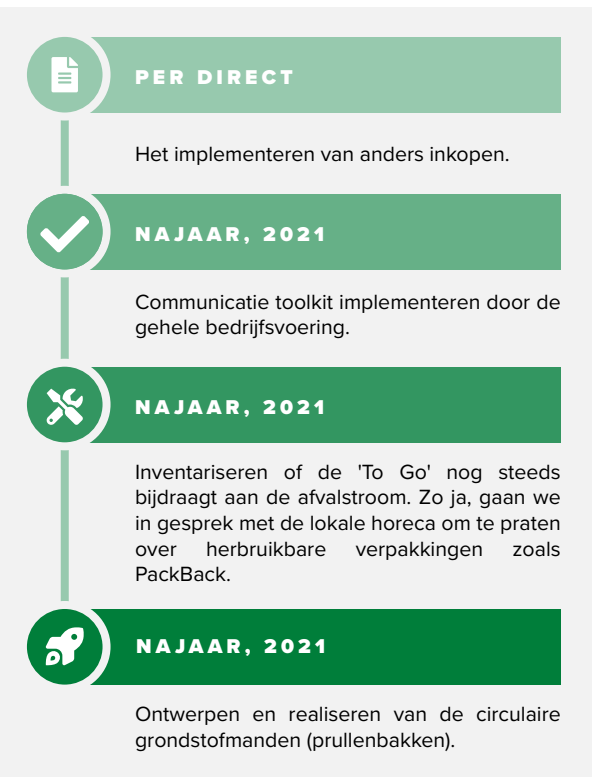 PER DIRECT
Het implementeren van anders inkopen.
NAJAAR, 2021
Communicatie toolkit implementeren door de
gehele bedrijfsvoering.
NAJAAR, 2021
Inventariseren of de 'To Go' nog steeds
bijdraagt aan de afvalstroom. Zo ja, gaan we
in gesprek met de lokale horeca om te praten
over herbruikbare verpakkingen zoals
PackBack.
NAJAAR, 2021
Ontwerpen en realiseren van de circulaire
grondstofmanden (prullenbakken).